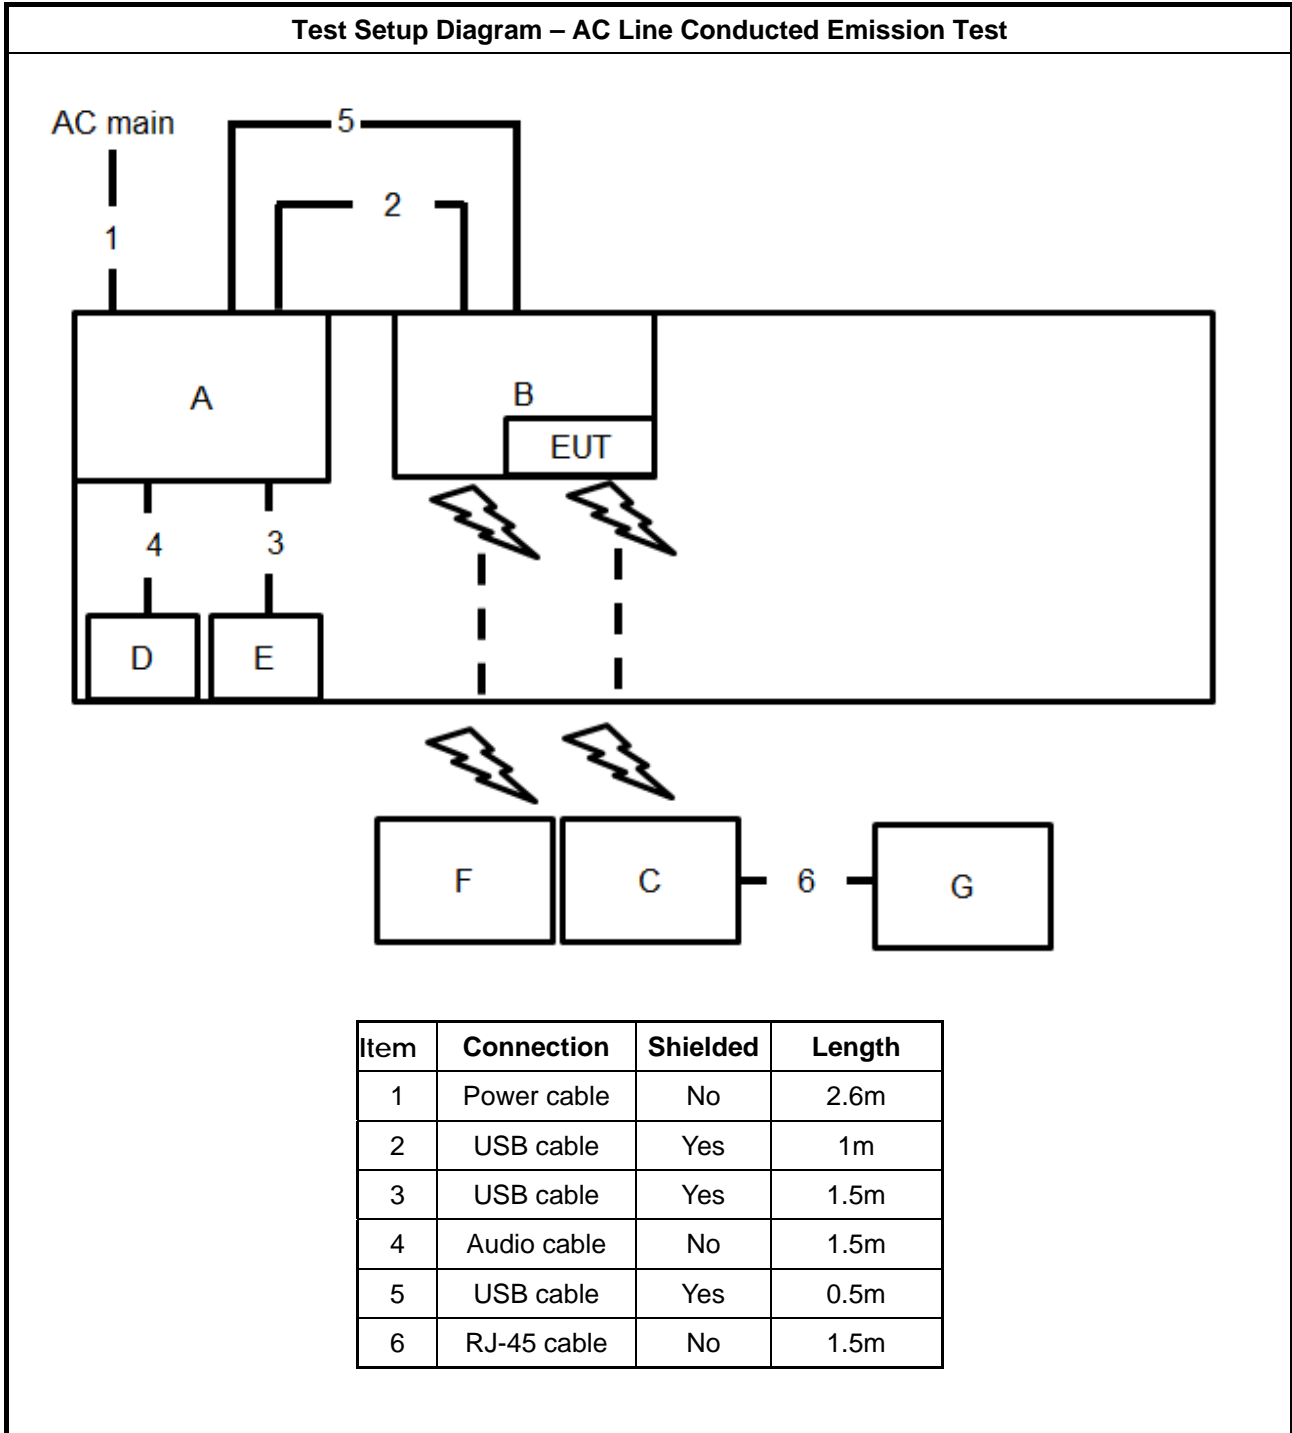 Test Setup Diagram – AC Line Conducted Emission Test
AC main
5
2
1
A
B
EUT
4
3
D
E
F
C
6
G
Item Connection Shielded Length
1 Power cable No 2.6m
2 USB cable Yes 1m
3 USB cable Yes 1.5m
4 Audio cable No 1.5m
5 USB cable Yes 0.5m
6 RJ-45 cable No 1.5m